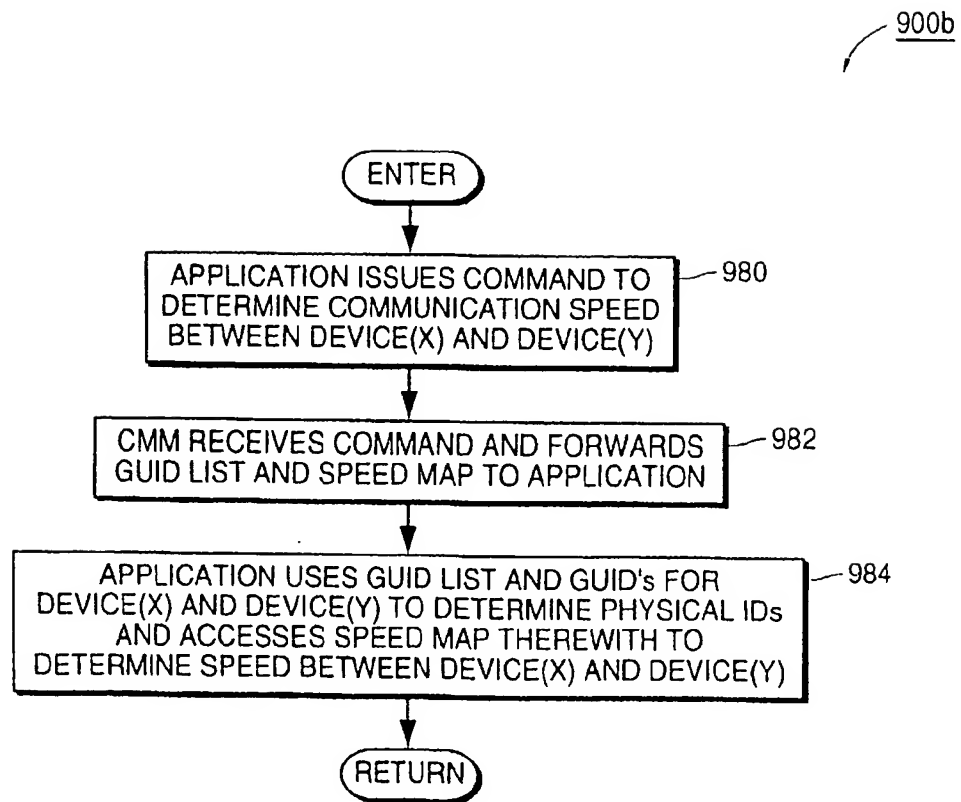 900b
ENTER
APPLICATION ISSUES COMMAND TO
DETERMINE COMMUNICATION SPEED
BETWEEN DEVICE(X) AND DEVICE(Y)
980
CMM RECEIVES COMMAND AND FORWARDS
GUID LIST AND SPEED MAP TO APPLICATION
982
APPLICATION USES GUID LIST AND GUID's FOR
DEVICE(X) AND DEVICE(Y) TO DETERMINE PHYSICAL IDs
AND ACCESSES SPEED MAP THEREWITH TO
DETERMINE SPEED BETWEEN DEVICE(X) AND DEVICE(Y)
984
RETURN